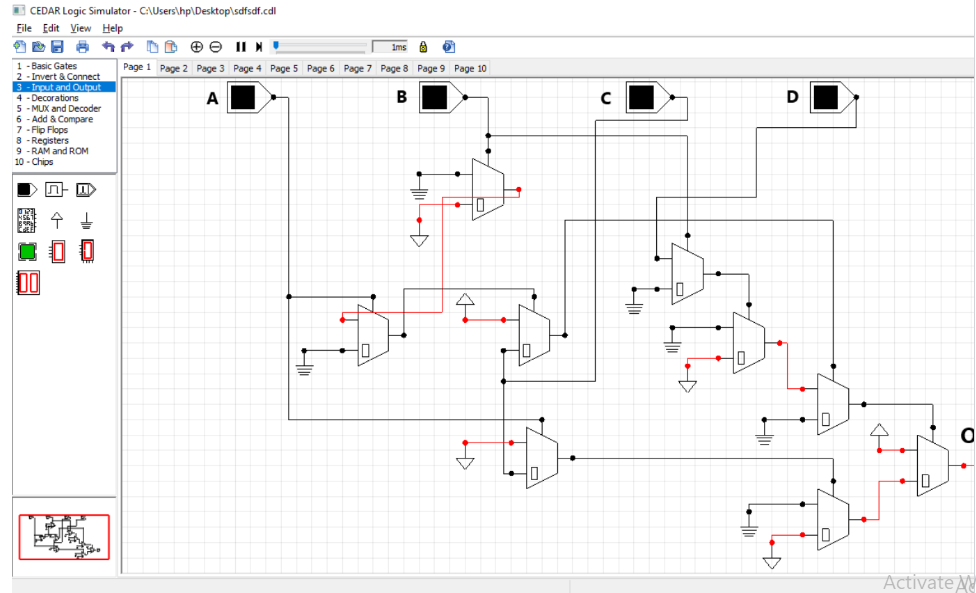 CEDAR Logic Simulator - C:\Users\hp\Desktop\sdfsdf.cdl
File Edit View Help
1ms
1 - Basic Gates
2 - Invert & Connect
3 - Input and Output
4 - Decorations
5 - MUX and Decoder
6 - Add & Compare
7 - Flip Flops
8 - Registers
9 - RAM and ROM
10 - Chips
Page 1 Page 2 Page 3 Page 4 Page 5 Page 6 Page 7 Page 8 Page 9 Page 10
A B C D
O
Activate W